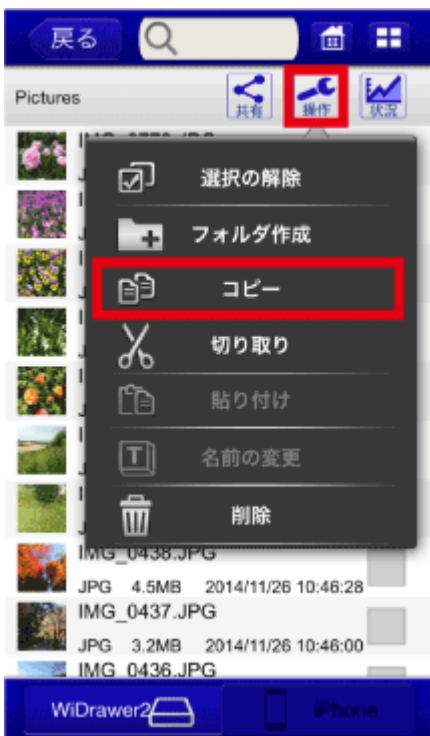 戻る
Pictures
共有
操作
状況
選択の解除
フォルダ作成
コピー
切り取り
貼り付け
名前の変更
削除
IMG_0438.JPG
JPG 4.5MB 2014/11/26 10:46:28
IMG_0437.JPG
JPG 3.2MB 2014/11/26 10:46:00
IMG_0436.JPG
WiDrawer2
iPhone